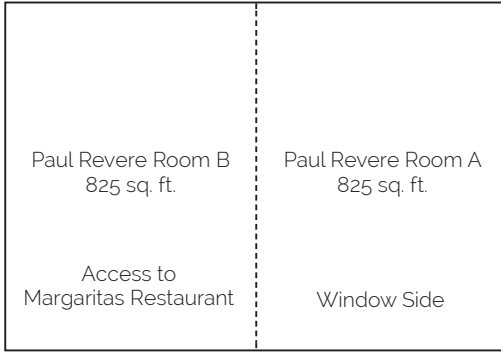 Paul Revere Room B
825 sq. ft.
Access to
Margaritas Restaurant
Paul Revere Room A
825 sq. ft.
Window Side